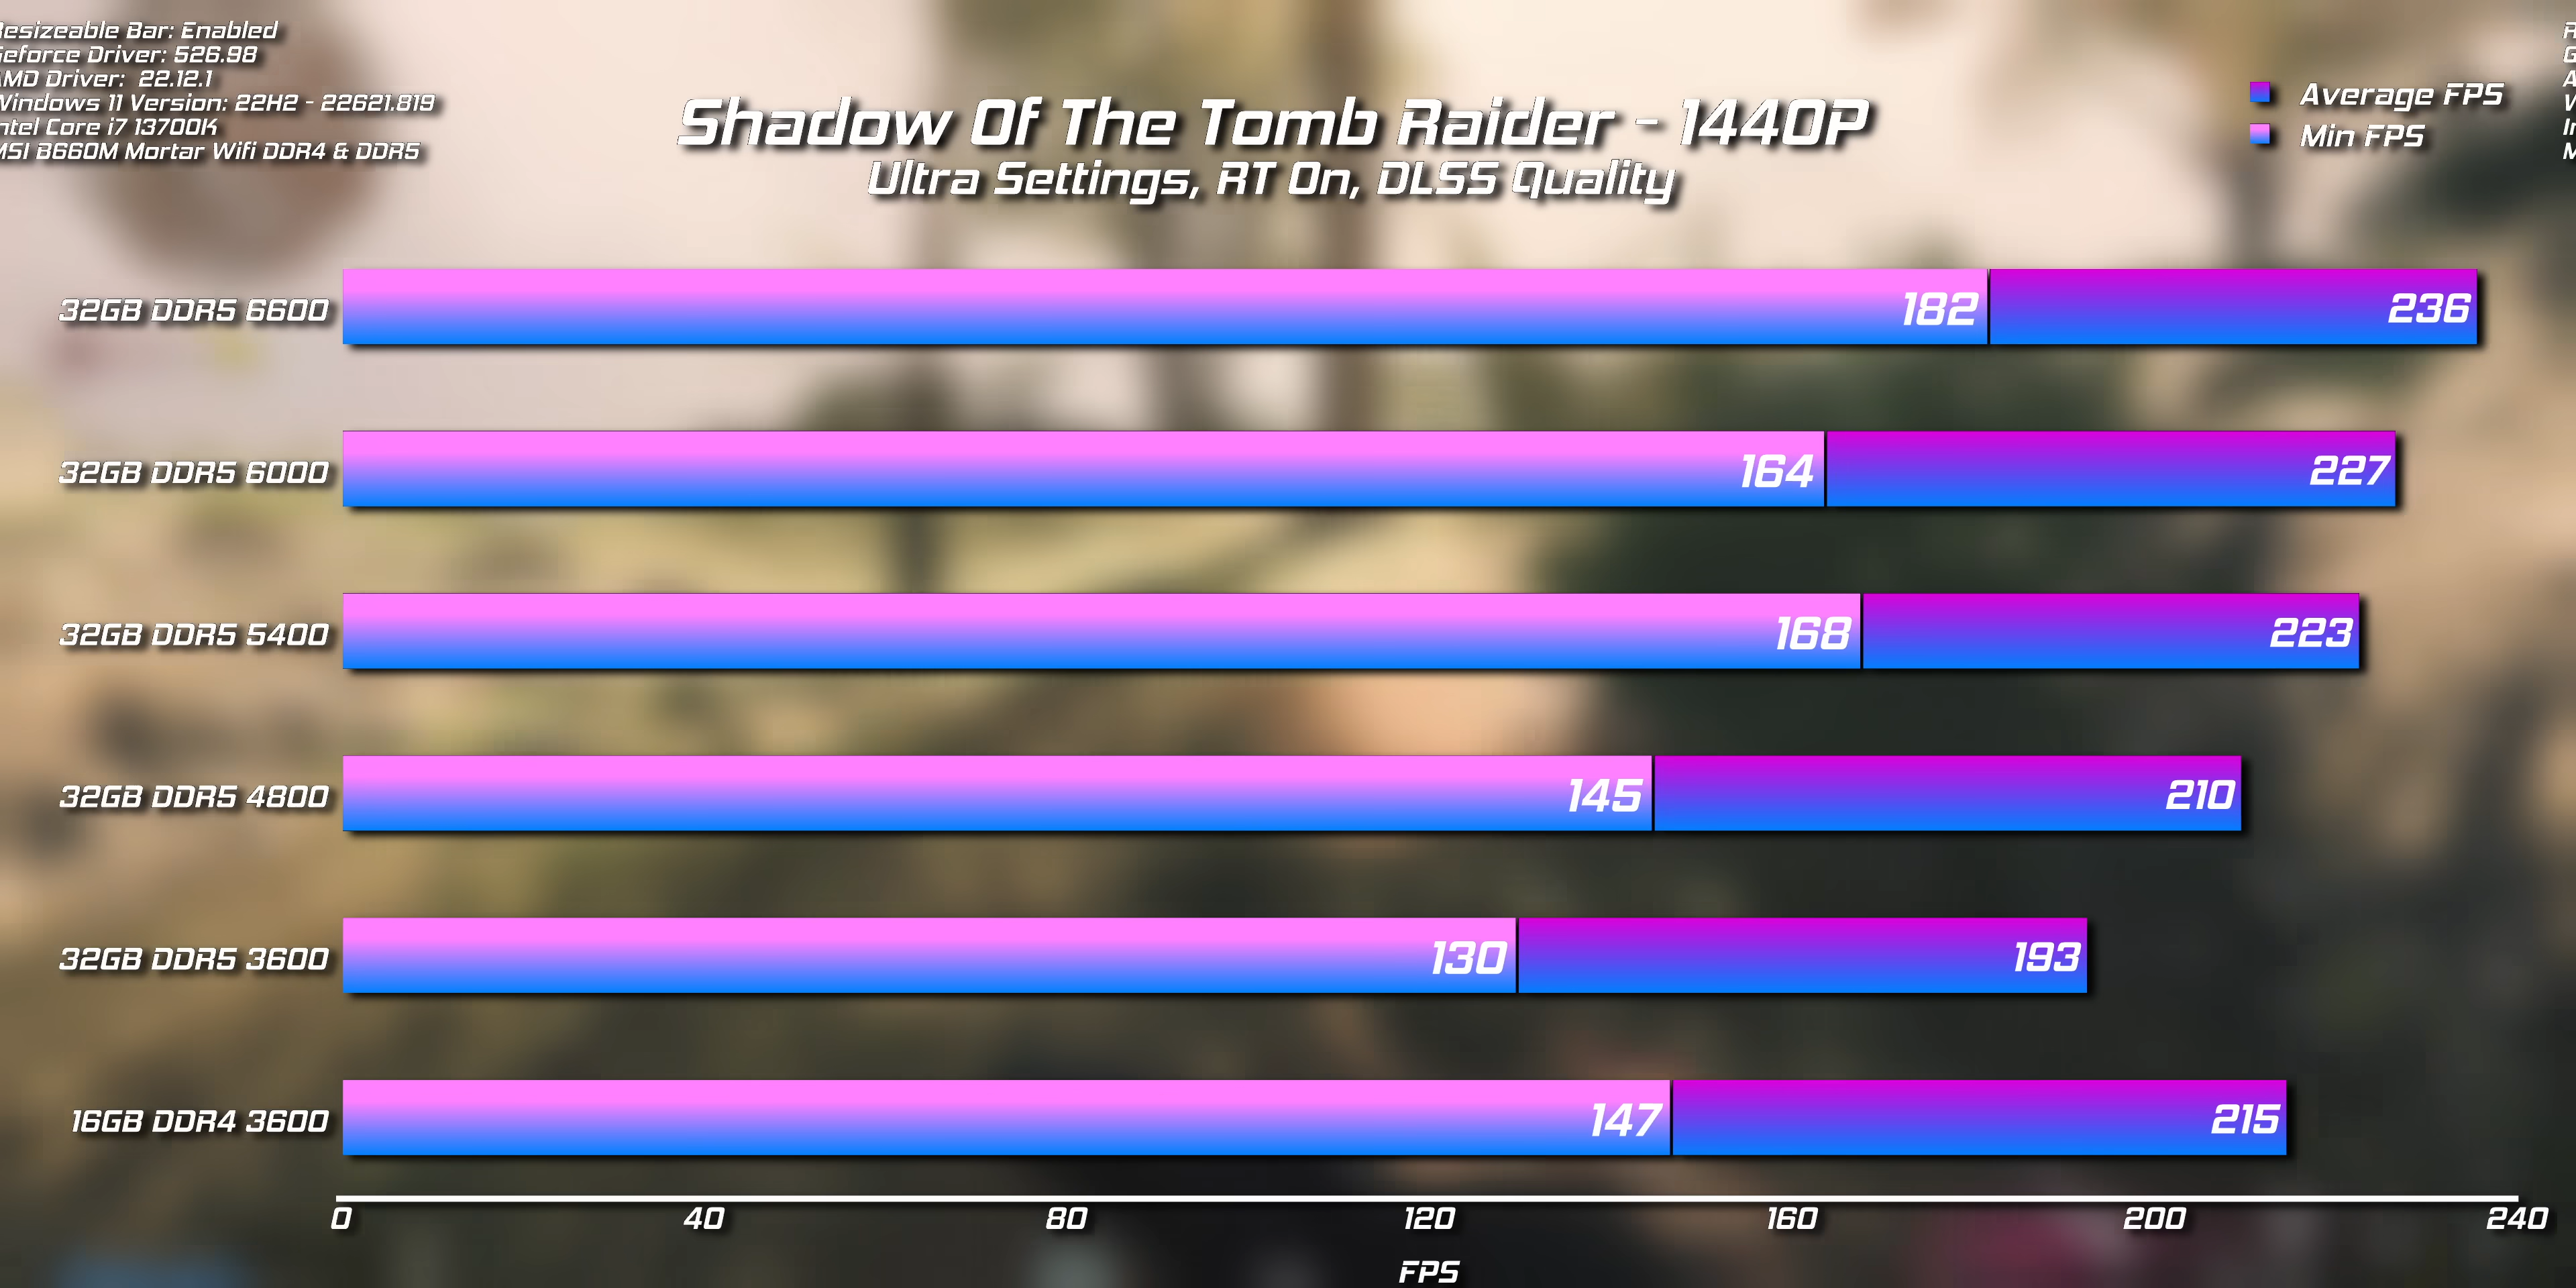 esizeable Bar: Enabled
eforce Driver: 526.98
MD Driver: 22.12.1
Windows 11 Version: 22H2 - 22621.819
ntel Core i7 13700K
MSI B660M Mortar Wifi DDR4 & DDR5
Shadow Of The Tomb Raider - 1440P
Ultra Settings, RT On, DLSS Quality
Average FPS
Min FPS
32GB DDR5 6600 182 236
32GB DDR5 6000 164 227
32GB DDR5 5400 168 223
32GB DDR5 4800 145 210
32GB DDR5 3600 130 193
16GB DDR4 3600 147 215
0 40 80 120 160 200 240
FPS